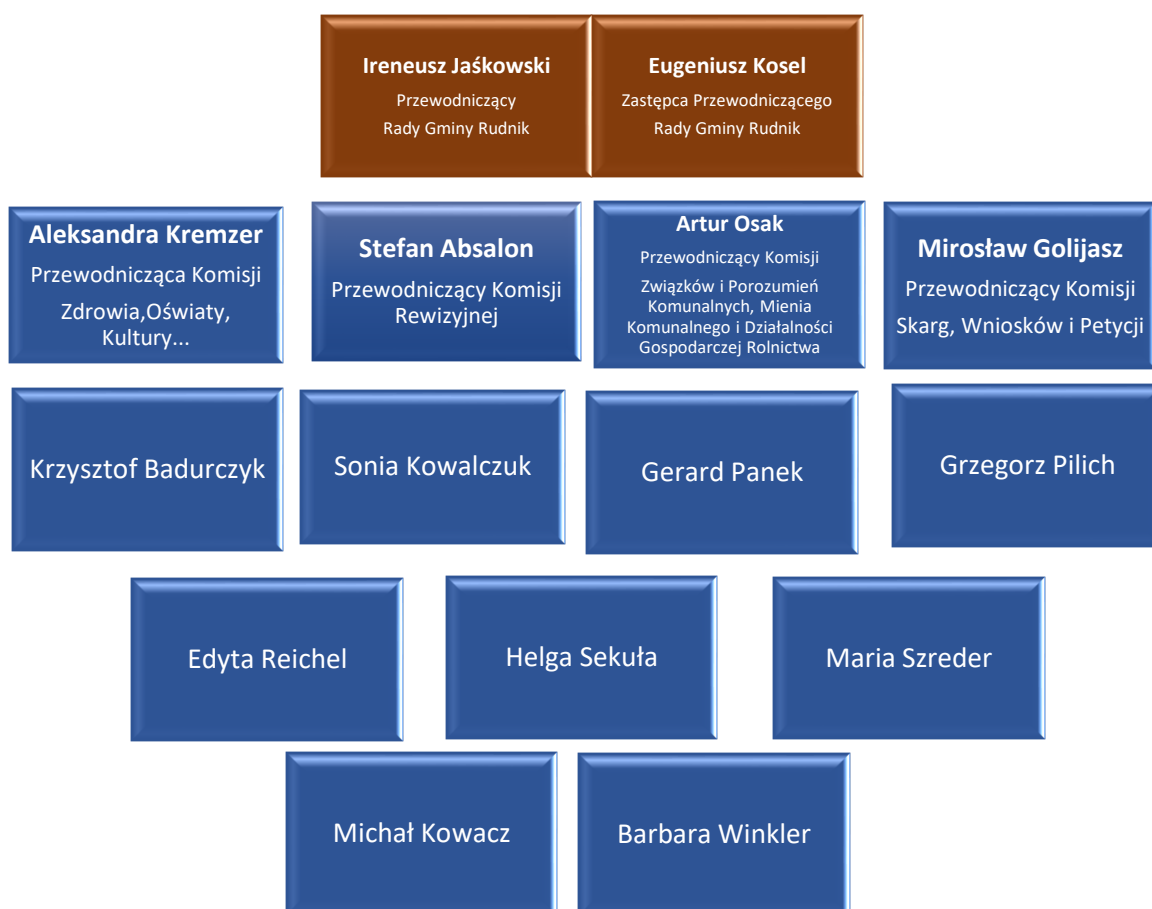 Ireneusz Jaśkowski
Przewodniczący
Rady Gminy Rudnik
Eugeniusz Kosel
Zastępca Przewodniczącego
Rady Gminy Rudnik
Aleksandra Kremzer
Przewodnicząca Komisji
Zdrowia,Oświaty,
Kultury...
Stefan Absalon
Przewodniczący Komisji
Rewizyjnej
Artur Osak
Przewodniczący Komisji
Związków i Porozumień
Komunalnych, Mienia
Komunalnego i Działalności
Gospodarczej Rolnictwa
Mirosław Golijasz
Przewodniczący Komisji
Skarg, Wniosków i Petycji
Krzysztof Badurczyk
Sonia Kowalczuk
Gerard Panek
Grzegorz Pilich
Edyta Reichel
Helga Sekuła
Maria Szreder
Michał Kowacz
Barbara Winkler